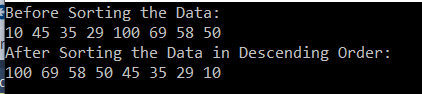 Before Sorting the Data:
10 45 35 29 100 69 58 50
After Sorting the Data in Descending Order:
100 69 58 50 45 35 29 10